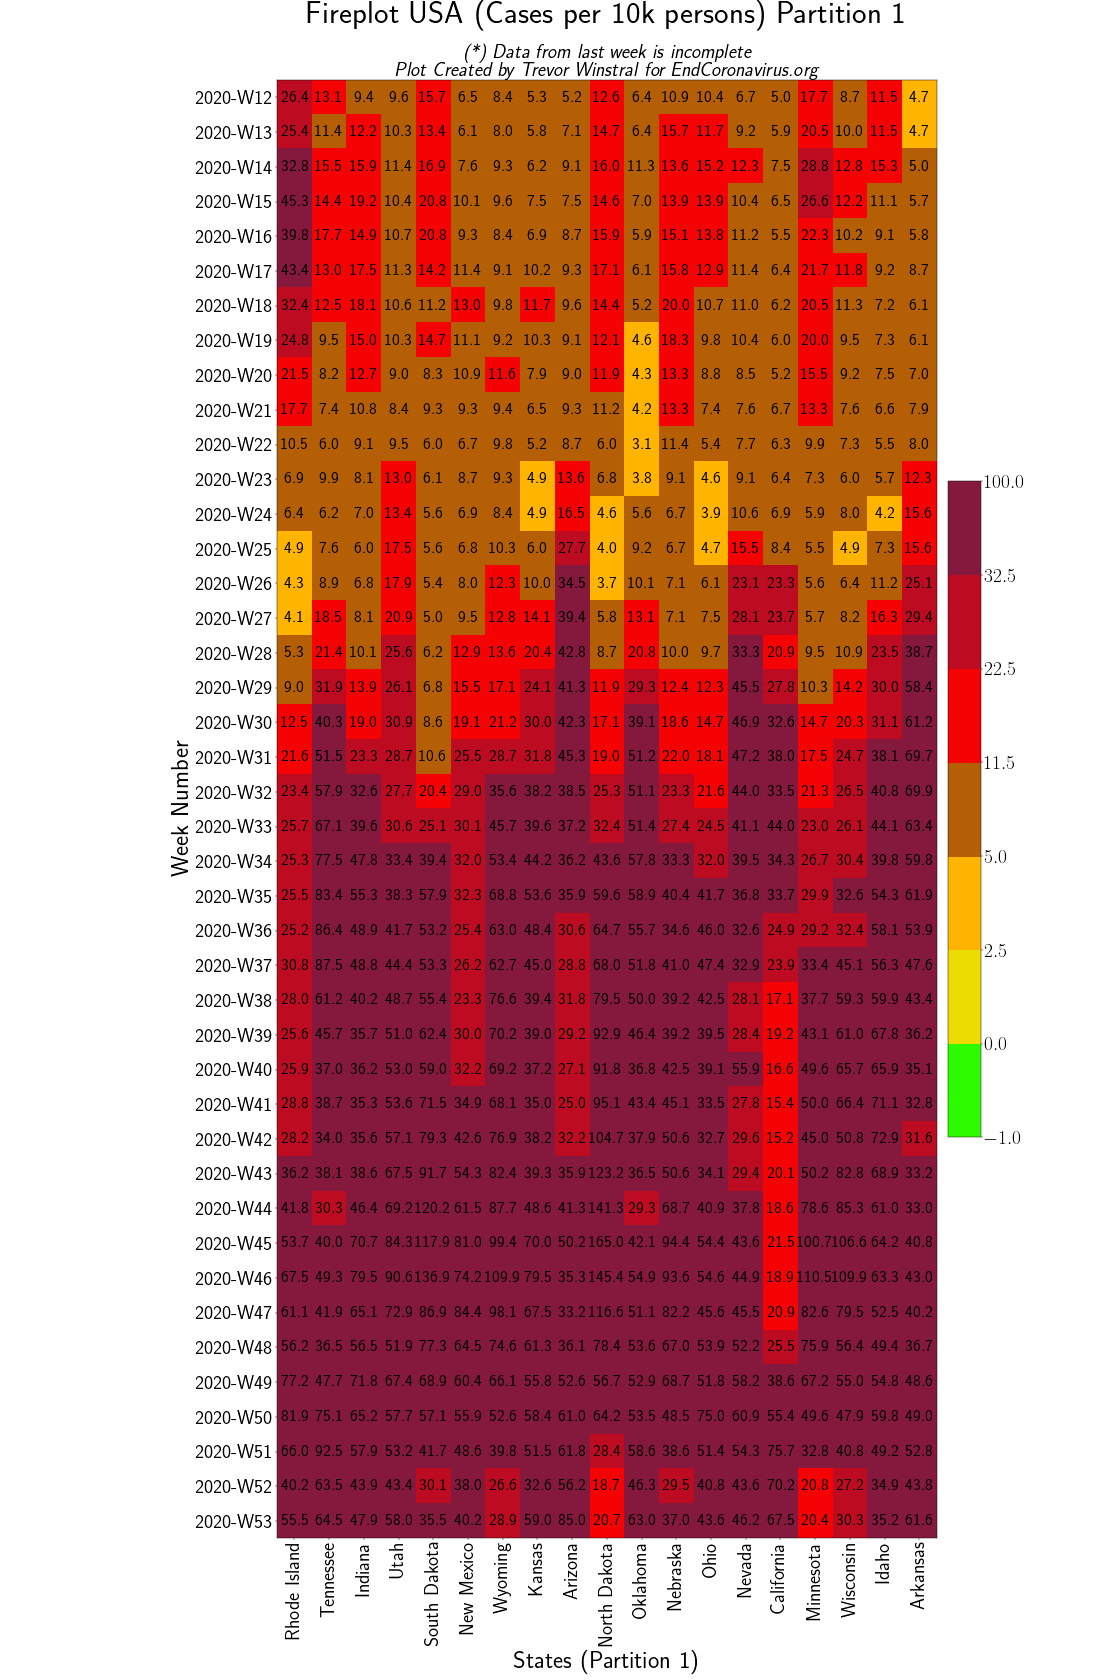 Fireplot USA (Cases per 10k persons) Partition 1
(*) Data from last week is incomplete
Plot Created by Trevor Winstral for EndCoronavirus.org
2020-W12 26.4 13.1 9.4 9.6 15.7 6.5 8.4 5.3 5.2 12.6 6.4 10.9 10.4 6.7 5.0 17.7 8.7 11.5 4.7
2020-W13 25.4 11.4 12.2 10.3 13.4 6.1 8.0 5.8 7.1 14.7 6.4 15.7 11.7 9.2 5.9 20.5 10.0 11.5 4.7
2020-W14 32.8 15.5 15.9 11.4 16.9 7.6 9.3 6.2 9.1 16.0 11.3 13.6 15.2 12.3 7.5 28.8 12.8 15.3 5.0
2020-W15 45.3 14.4 19.2 10.4 20.8 10.1 9.6 7.5 7.5 14.6 7.0 13.9 13.9 10.4 6.5 26.6 12.2 11.1 5.7
2020-W16 39.8 17.7 14.9 10.7 20.8 9.3 8.4 6.9 8.7 15.9 5.9 15.1 13.8 11.2 5.5 22.3 10.2 9.1 5.8
2020-W17 43.4 13.0 17.5 11.3 14.2 11.4 9.1 10.2 9.3 17.1 6.1 15.8 12.9 11.4 6.4 21.7 11.8 9.2 8.7
2020-W18 32.4 12.5 18.1 10.6 11.2 13.0 9.8 11.7 9.6 14.4 5.2 20.0 10.7 11.0 6.2 20.5 11.3 7.2 6.1
2020-W19 24.8 9.5 15.0 10.3 14.7 11.1 9.2 10.3 9.1 12.1 4.6 18.3 9.8 10.4 6.0 20.0 9.5 7.3 6.1
2020-W20 21.5 8.2 12.7 9.0 8.3 10.9 11.6 7.9 9.0 11.9 4.3 13.3 8.8 8.5 5.2 15.5 9.2 7.5 7.0
2020-W21 17.7 7.4 10.8 8.4 9.3 9.3 9.4 6.5 9.3 11.2 4.2 13.3 7.4 7.6 6.7 13.3 7.6 6.6 7.9
2020-W22 10.5 6.0 9.1 9.5 6.0 6.7 9.8 5.2 8.7 6.0 3.1 11.4 5.4 7.7 6.3 9.9 7.3 5.5 8.0
2020-W23 6.9 9.9 8.1 13.0 6.1 8.7 9.3 4.9 13.6 6.8 3.8 9.1 4.6 9.1 6.4 7.3 6.0 5.7 12.3
2020-W24 6.4 6.2 7.0 13.4 5.6 6.9 8.4 4.9 16.5 4.6 5.6 6.7 3.9 10.6 6.9 5.9 8.0 4.2 15.6
2020-W25 4.9 7.6 6.0 17.5 5.6 6.8 10.3 6.0 27.7 4.0 9.2 6.7 4.7 15.5 8.4 5.5 4.9 7.3 15.6
2020-W26 4.3 8.9 6.8 17.9 5.4 8.0 12.3 10.0 34.5 3.7 10.1 7.1 6.1 23.1 23.3 5.6 6.4 11.2 25.1
2020-W27 4.1 18.5 8.1 20.9 5.0 9.5 12.8 14.1 39.4 5.8 13.1 7.1 7.5 28.1 23.7 5.7 8.2 16.3 29.4
2020-W28 5.3 21.4 10.1 25.6 6.2 12.9 13.6 20.4 42.8 8.7 20.8 10.0 9.7 33.3 20.9 9.5 10.9 23.5 38.7
2020-W29 9.0 31.9 13.9 26.1 6.8 15.5 17.1 24.1 41.3 11.9 29.3 12.4 12.3 45.5 27.8 10.3 14.2 30.0 58.4
2020-W30 12.5 40.3 19.0 30.9 8.6 19.1 21.2 30.0 42.3 17.1 39.1 18.6 14.7 46.9 32.6 14.7 20.3 31.1 61.2
2020-W31 21.6 51.5 23.3 28.7 10.6 25.5 28.7 31.8 45.3 19.0 51.2 22.0 18.1 47.2 38.0 17.5 24.7 38.1 69.7
2020-W32 23.4 57.9 32.6 27.7 20.4 29.0 35.6 38.2 38.5 25.3 51.1 23.3 21.6 44.0 33.5 21.3 26.5 40.8 69.9
2020-W33 25.7 67.1 39.6 30.6 25.1 30.1 45.7 39.6 37.2 32.4 51.4 27.4 24.5 41.1 44.0 23.0 26.1 44.1 63.4
2020-W34 25.3 77.5 47.8 33.4 39.4 32.0 53.4 44.2 36.2 43.6 57.8 33.3 32.0 39.5 34.3 26.7 30.4 39.8 59.8
2020-W35 25.5 83.4 55.3 38.3 57.9 32.3 68.8 53.6 35.9 59.6 58.9 40.4 41.7 36.8 33.7 29.9 32.6 54.3 61.9
2020-W36 25.2 86.4 48.9 41.7 53.2 25.4 63.0 48.4 30.6 64.7 55.7 34.6 46.0 32.6 24.9 29.2 32.4 58.1 53.9
2020-W37 30.8 87.5 48.8 44.4 53.3 26.2 62.7 45.0 28.8 68.0 51.8 41.0 47.4 32.9 23.9 33.4 45.1 56.3 47.6
2020-W38 28.0 61.2 40.2 48.7 55.4 23.3 76.6 39.4 31.8 79.5 50.0 39.2 42.5 28.1 17.1 37.7 59.3 59.9 43.4
2020-W39 25.6 45.7 35.7 51.0 62.4 30.0 70.2 39.0 29.2 92.9 46.4 39.2 39.5 28.4 19.2 43.1 61.0 67.8 36.2
2020-W40 25.9 37.0 36.2 53.0 59.0 32.2 69.2 37.2 27.1 91.8 36.8 42.5 39.1 55.9 16.6 49.6 65.7 65.9 35.1
2020-W41 28.8 38.7 35.3 53.6 71.5 34.9 68.1 35.0 25.0 95.1 43.4 45.1 33.5 27.8 15.4 50.0 66.4 71.1 32.8
2020-W42 28.2 34.0 35.6 57.1 79.3 42.6 76.9 38.2 32.2 104.7 37.9 50.6 32.7 29.6 15.2 45.0 50.8 72.9 31.6
2020-W43 36.2 38.1 38.6 67.5 91.7 54.3 82.4 39.3 35.9 123.2 36.5 50.6 34.1 29.4 20.1 50.2 82.8 68.9 33.2
2020-W44 41.8 30.3 46.4 69.2 120.2 61.5 87.7 48.6 41.3 141.3 29.3 68.7 40.9 37.8 18.6 78.6 85.3 61.0 33.0
2020-W45 53.7 40.0 70.7 84.3 117.9 81.0 99.4 70.0 50.2 165.0 42.1 94.4 54.4 43.6 21.5 100.7 106.6 64.2 40.8
2020-W46 67.5 49.3 79.5 90.6 136.9 74.2 109.9 79.5 35.3 145.4 54.9 93.6 54.6 44.9 18.9 110.5 109.9 63.3 43.0
2020-W47 61.1 41.9 65.1 72.9 86.9 84.4 98.1 67.5 33.2 116.6 51.1 82.2 45.6 45.5 20.9 82.6 79.5 52.5 40.2
2020-W48 56.2 36.5 56.5 51.9 77.3 64.5 74.6 61.3 36.1 78.4 53.6 67.0 53.9 52.2 25.5 75.9 56.4 49.4 36.7
2020-W49 77.2 47.7 71.8 67.4 68.9 60.4 66.1 55.8 52.6 56.7 52.9 68.7 51.8 58.2 38.6 67.2 55.0 54.8 48.6
2020-W50 81.9 75.1 65.2 57.7 57.1 55.9 52.6 58.4 61.0 64.2 53.5 48.5 75.0 60.9 55.4 49.6 47.9 59.8 49.0
2020-W51 66.0 92.5 57.9 53.2 41.7 48.6 39.8 51.5 61.8 28.4 58.6 38.6 51.4 54.3 75.7 32.8 40.8 49.2 52.8
2020-W52 40.2 63.5 43.9 43.4 30.1 38.0 26.6 32.6 56.2 18.7 46.3 29.5 40.8 43.6 70.2 20.8 27.2 34.9 43.8
2020-W53 55.5 64.5 47.9 58.0 35.5 40.2 28.9 59.0 85.0 20.7 63.0 37.0 43.6 46.2 67.5 20.4 30.3 35.2 61.6
Week Number
Rhode Island
Tennessee
Indiana
Utah
South Dakota
New Mexico
Wyoming
Kansas
Arizona
North Dakota
Oklahoma
Nebraska
Ohio
Nevada
California
Minnesota
Wisconsin
Idaho
Arkansas
States (Partition 1)
100.0
32.5
22.5
11.5
5.0
2.5
0.0
−1.0